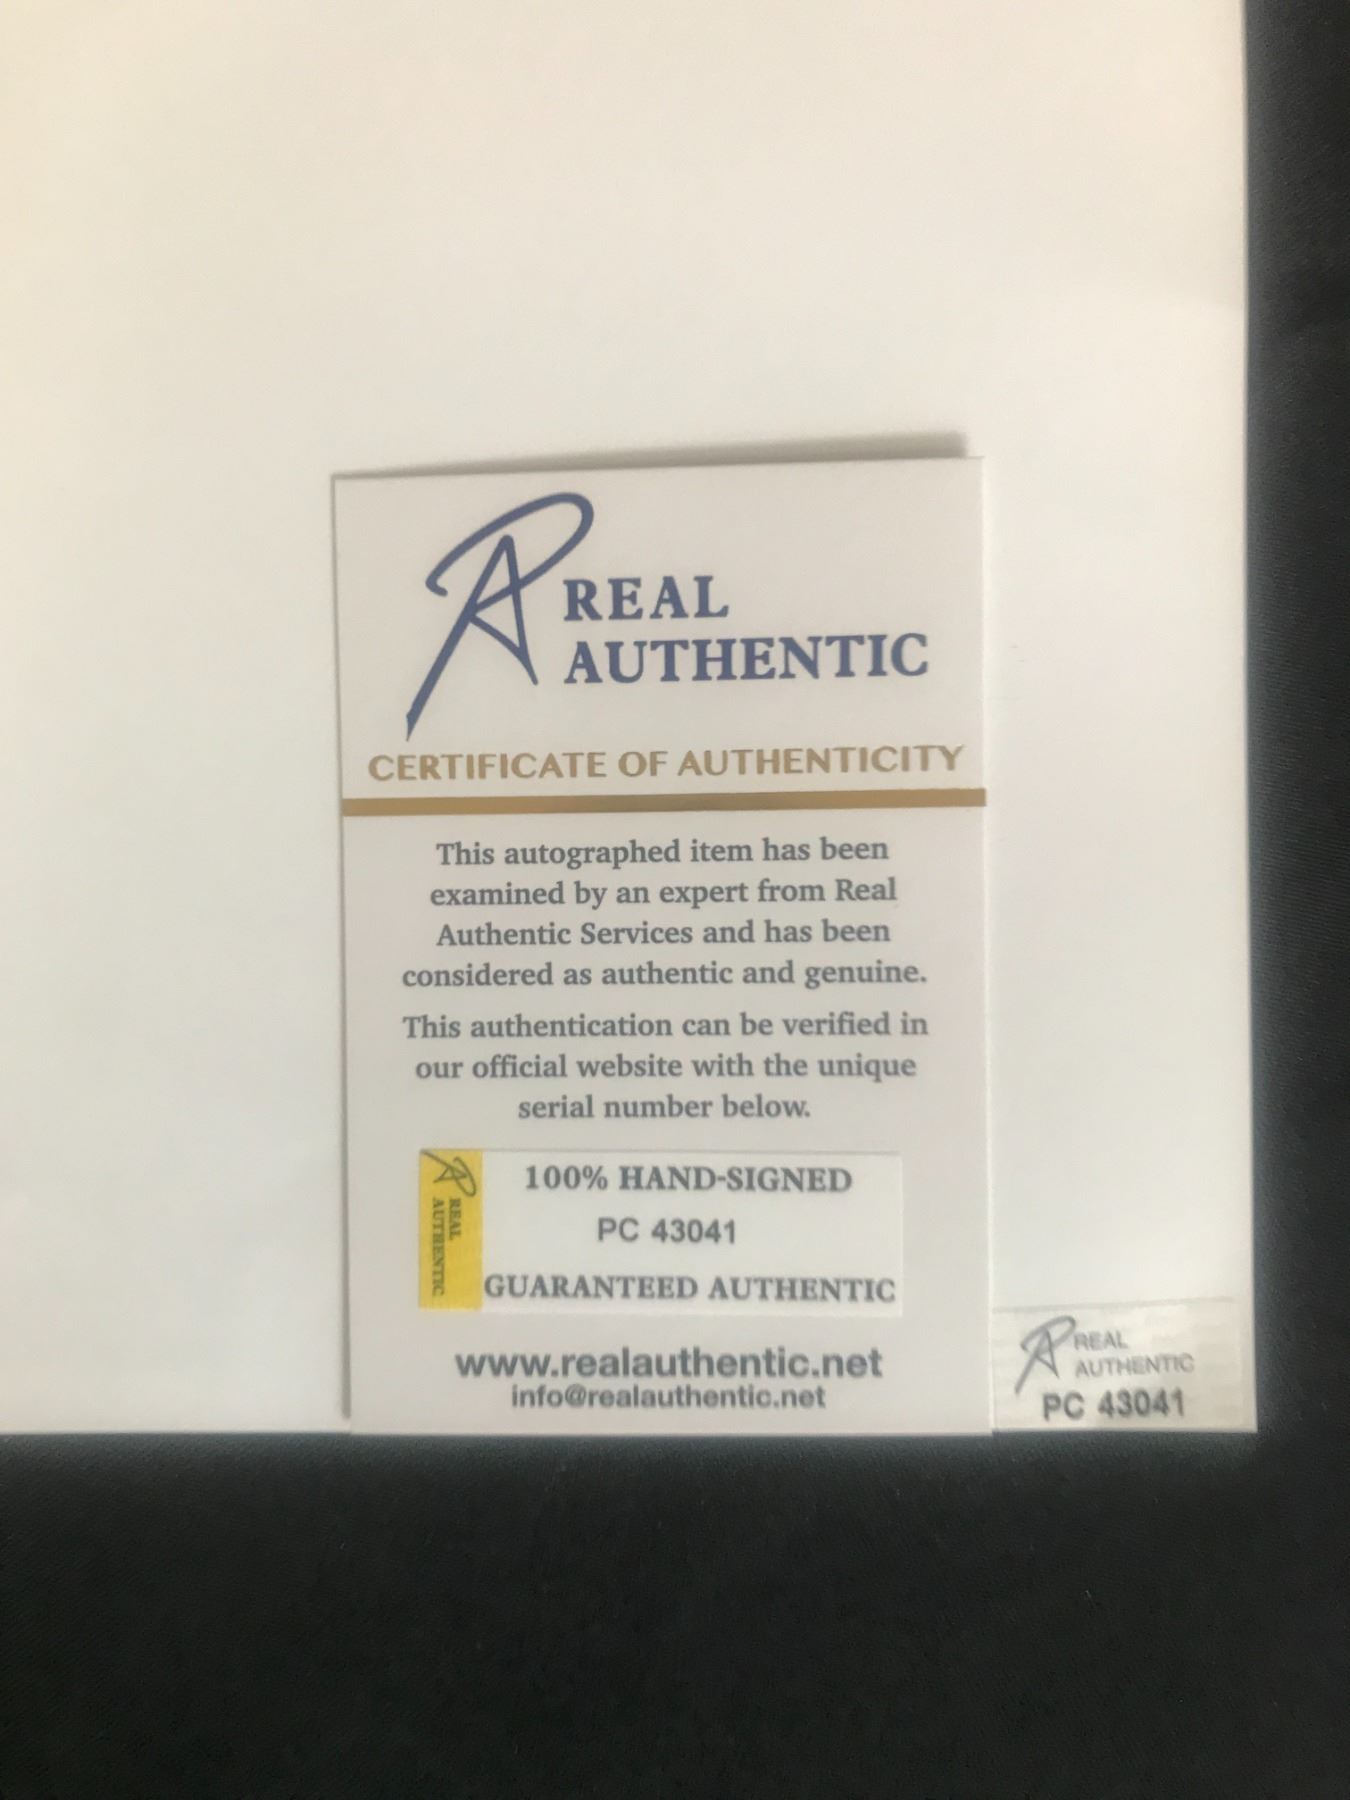 REAL
AUTHENTIC
CERTIFICATE OF AUTHENTICITY
This autographed item has been
examined by an expert from Real
Authentic Services and has been
considered as authentic and genuine.
This authentication can be verified in
our official website with the unique
serial number below.
REAL
AUTHENTIC
100% HAND-SIGNED
PC 43041
GUARANTEED AUTHENTIC
www.realauthentic.net
info@realauthentic.net
REAL
AUTHENTIC
PC 43041